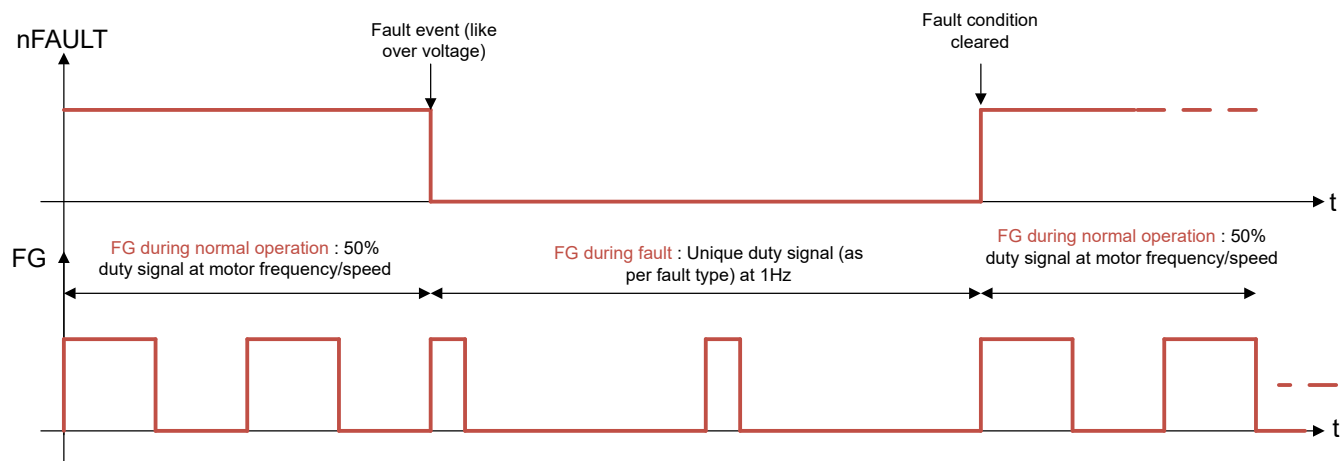 nFAULT
Fault event (like
over voltage)
Fault condition
cleared
t
FG
FG during normal operation : 50%
duty signal at motor frequency/speed
FG during fault : Unique duty signal (as
per fault type) at 1Hz
FG during normal operation : 50%
duty signal at motor frequency/speed
t